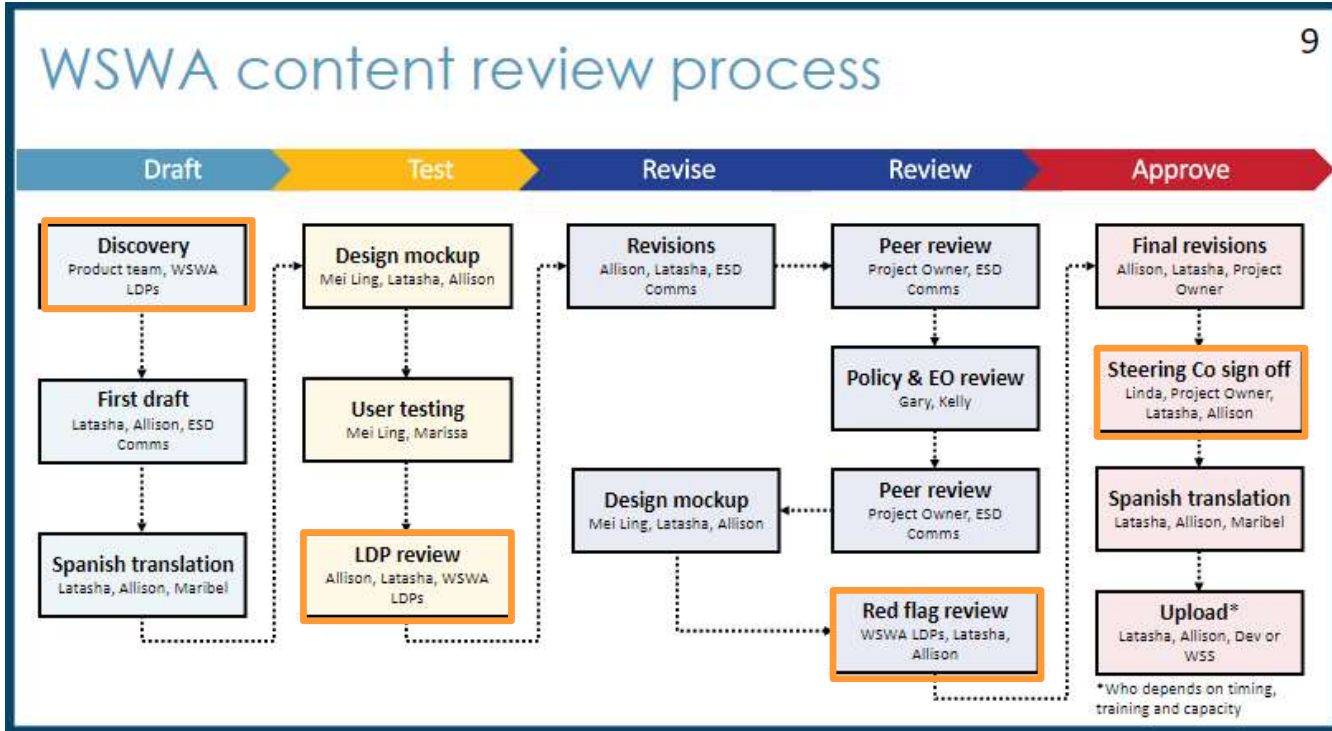 9
WSWA content review process
Draft
Test
Revise
Review
Approve
Discovery
Product team, WSWA
LDPs
First draft
Latasha, Allison, ESD
Comms
Spanish translation
Latasha, Allison, Maribel
Design mockup
Mei Ling, Latasha, Allison
User testing
Mei Ling, Marissa
LDP review
Allison, Latasha, WSWA
LDPs
Revisions
Allison, Latasha, ESD
Comms
Peer review
Project Owner, ESD
Comms
Policy & EO review
Gary, Kelly
Peer review
Project Owner, ESD
Comms
Design mockup
Mei Ling, Latasha, Allison
Red flag review
WSWA LDPs, Latasha,
Allison
Final revisions
Allison, Latasha, Project
Owner
Steering Co sign off
Linda, Project Owner,
Latasha, Allison
Spanish translation
Latasha, Allison, Maribel
Upload*
Latasha, Allison, Dev or
WSS
*Who depends on timing,
training and capacity